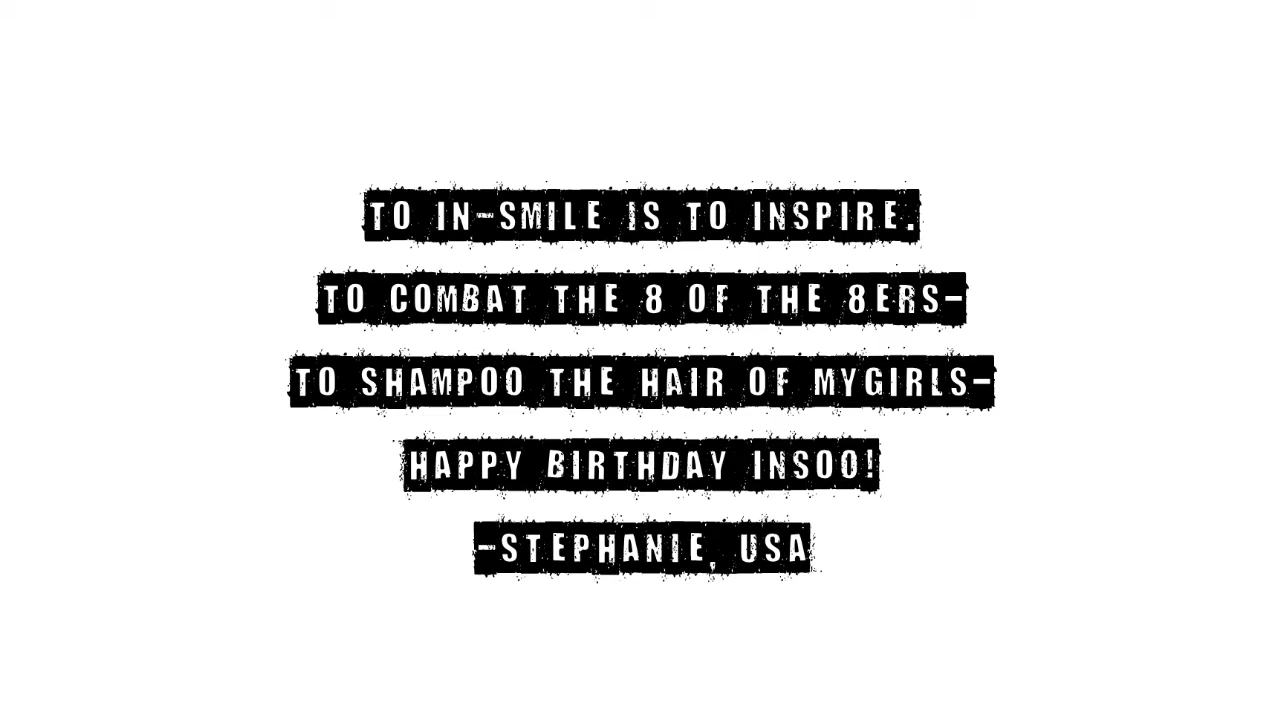 TO IN-SMILE IS TO INSPIRE.
TO COMBAT THE 8 OF THE 8ERS-
TO SHAMPOO THE HAIR OF MYGIRLS-
HAPPY BIRTHDAY INSOO!
-STEPHANIE, USA